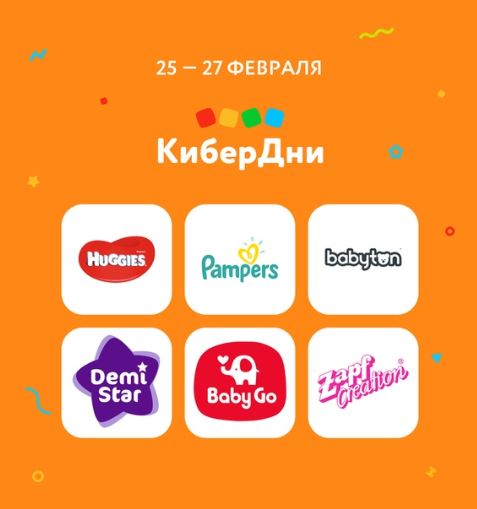 25 – 27 ФЕВРАЛЯ
КиберДни
HUGGIES
Pampers
babyton
Demi
Star
Baby Go
Zapf
Creation